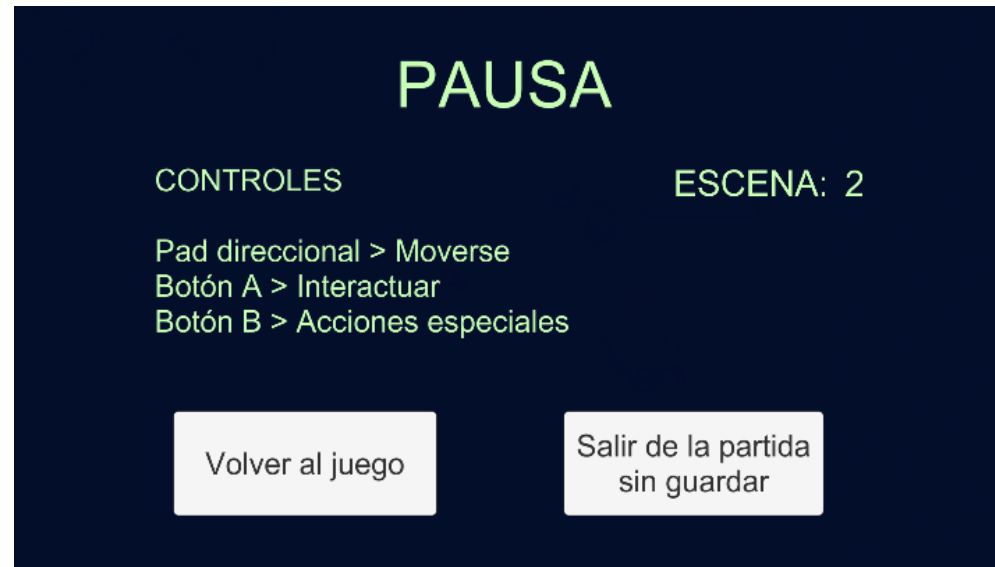 PAUSA
CONTROLES
ESCENA: 2
Pad direccional > Moverse
Botón A > Interactuar
Botón B > Acciones especiales
Volver al juego
Salir de la partida
sin guardar